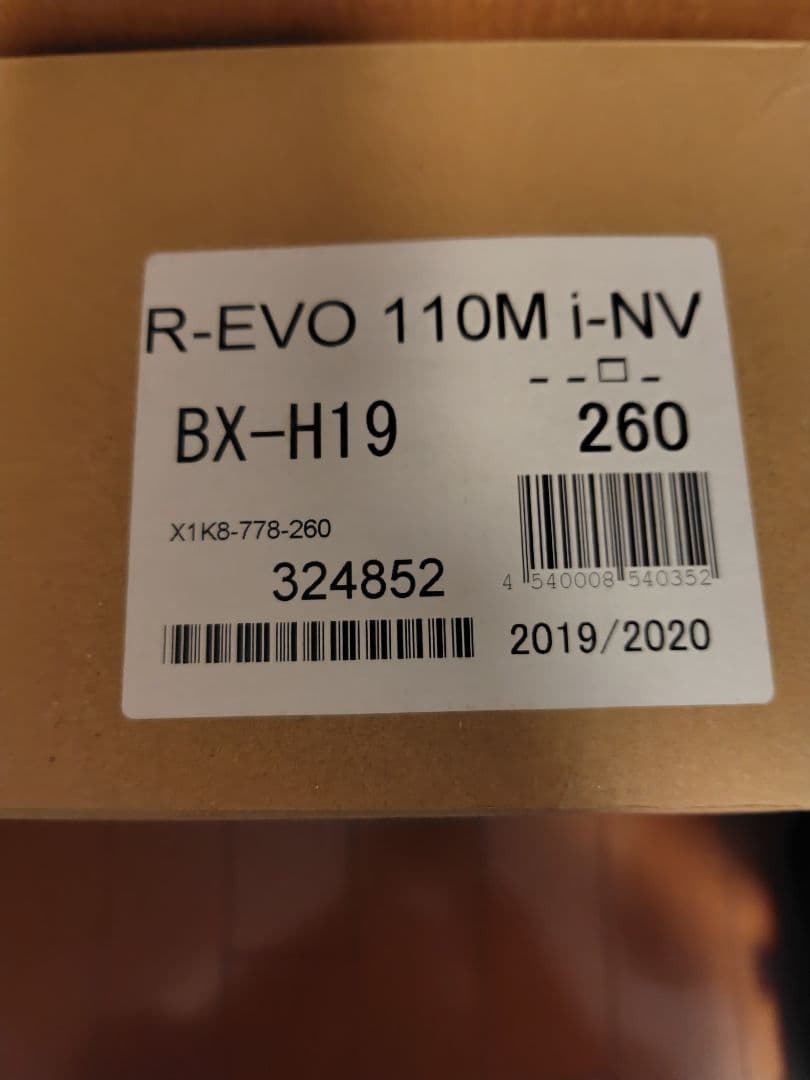 R-EVO 110M i-NV
- -□-
BX-H19 260
X1K8-778-260
324852
4 540008 540352
2019/2020